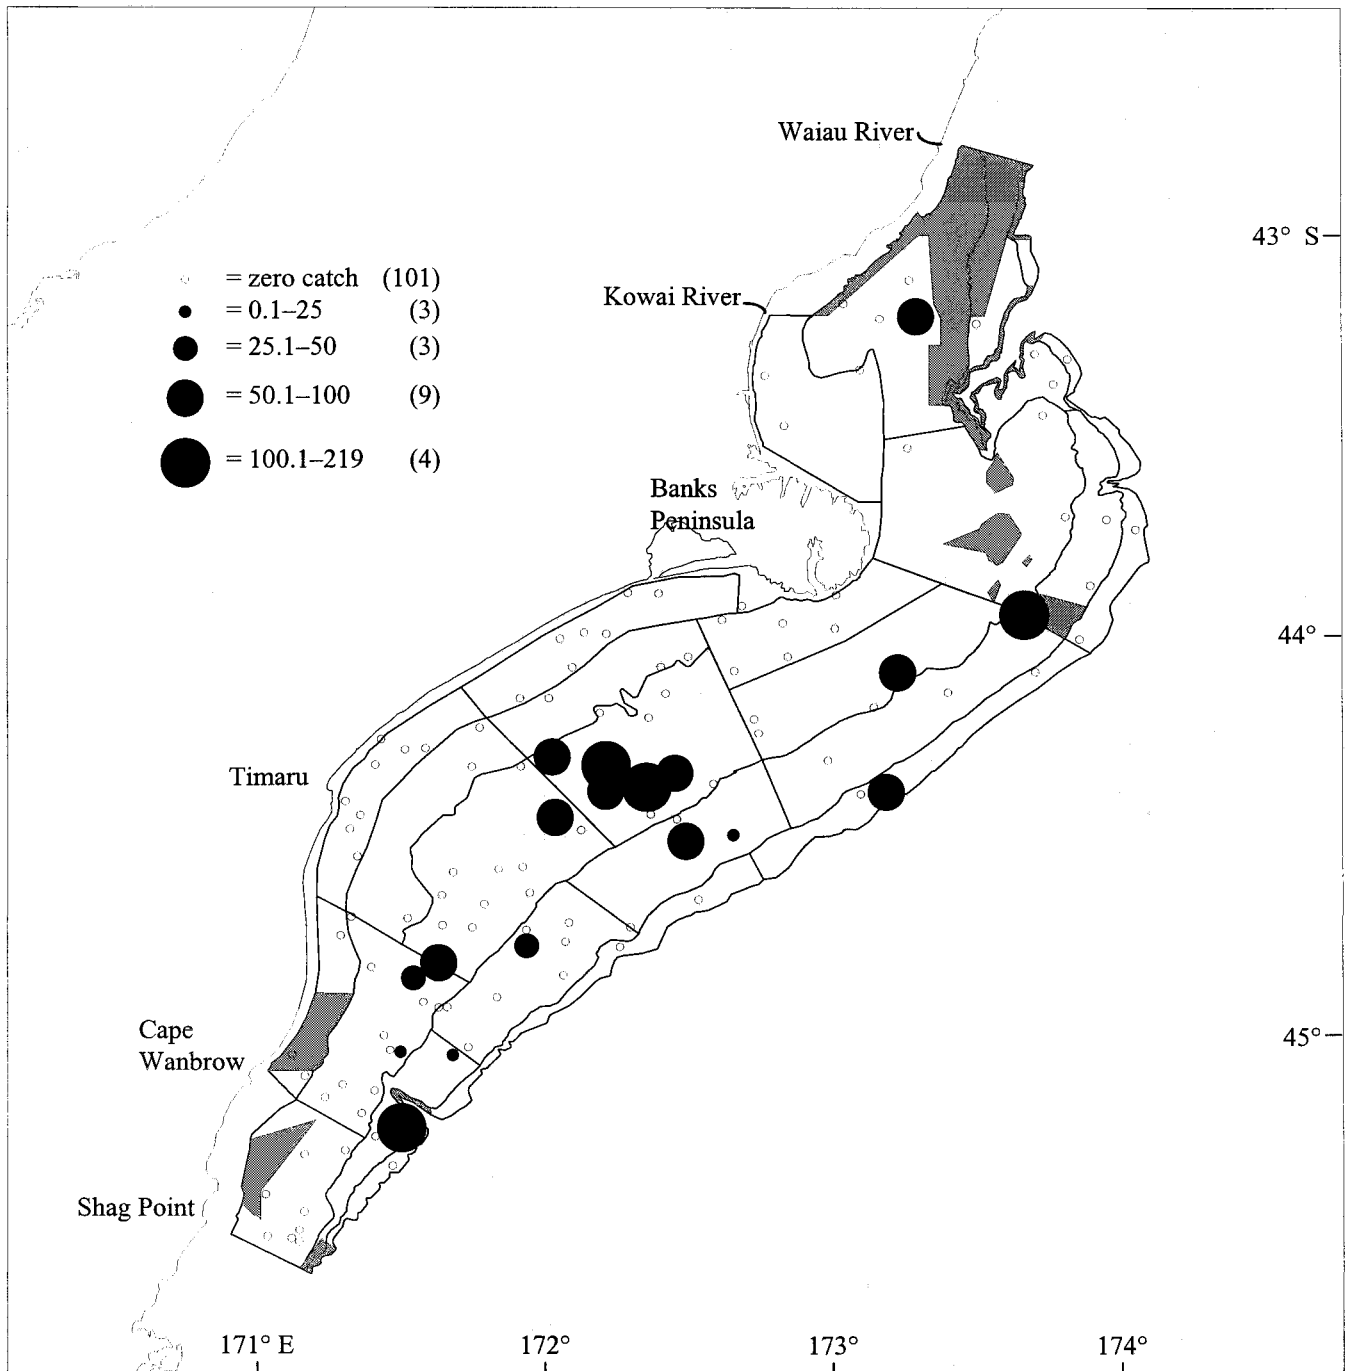 Waiau River
43° S
= zero catch (101)
= 0.1–25 (3)
= 25.1–50 (3)
= 50.1–100 (9)
= 100.1–219 (4)
Kowai River
Banks
Peninsula
44°
Timaru
Cape
Wanbrow
45°
Shag Point
171° E 172° 173° 174°